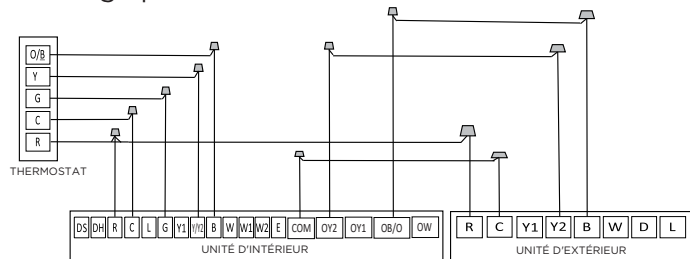 O/B
Y
G
C
R
THERMOSTAT
DS DH R C L G Y1 Y/Y2 B W W1 W2 E COM OY2 OY1 OB/O OW
UNITÉ D'INTÉRIEUR
R C Y1 Y2 B W D L
UNITÉ D'EXTÉRIEUR